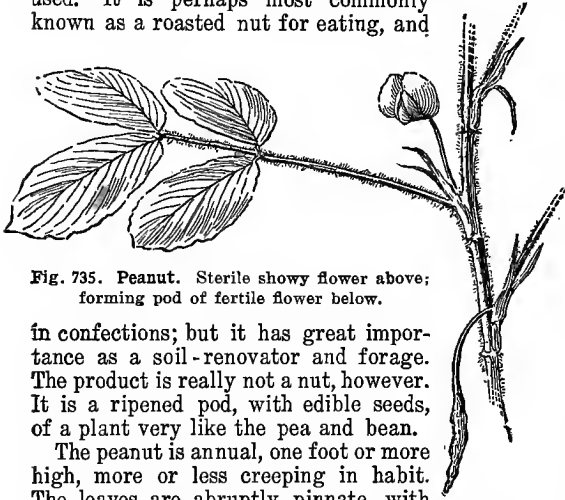 used. It is perhaps most commonly
known as a roasted nut for eating, and
Fig. 735. Peanut. Sterile showy flower above;
forming pod of fertile flower below.
in confections; but it has great impor-
tance as a soil-renovator and forage.
The product is really not a nut, however.
It is a ripened pod, with edible seeds,
of a plant very like the pea and bean.
The peanut is annual, one foot or more
high, more or less creeping in habit.
The leaves are abruptly pinnate, with